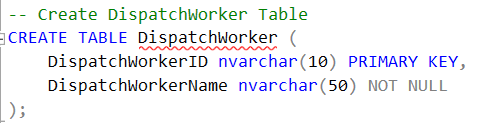 -- Create DispatchWorker Table
CREATE TABLE DispatchWorker (
DispatchWorkerID nvarchar(10) PRIMARY KEY,
DispatchWorkerName nvarchar(50) NOT NULL
);